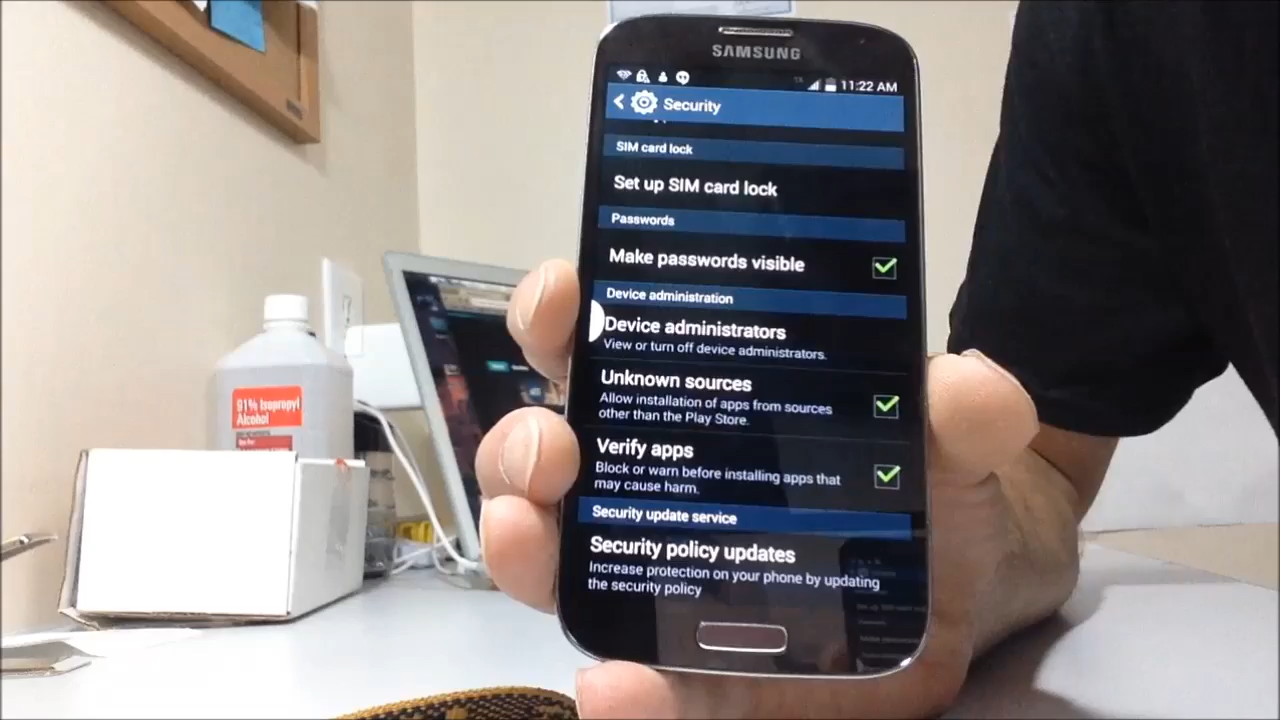 SAMSUNG
11:22 AM
Security
SIM card lock
Set up SIM card lock
Passwords
Make passwords visible
Device administration
Device administrators
View or turn off device administrators.
Unknown sources
Allow installation of apps from sources
other than the Play Store.
Verify apps
Block or warn before installing apps that
may cause harm.
Security update service
Security policy updates
Increase protection on your phone by updating
the security policy
91% Isopropyl
Alcohol